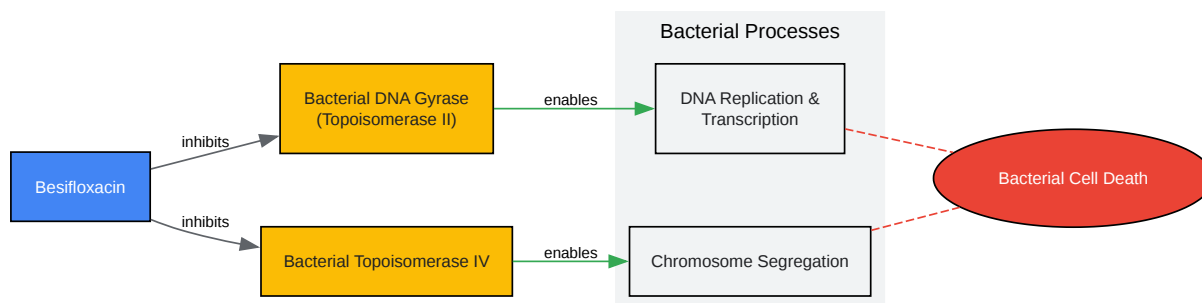 Bacterial Processes
Bacterial DNA Gyrase
(Topoisomerase II)
enables
DNA Replication &
Transcription
inhibits
Besifloxacin
Bacterial Cell Death
inhibits
Bacterial Topoisomerase IV
enables
Chromosome Segregation